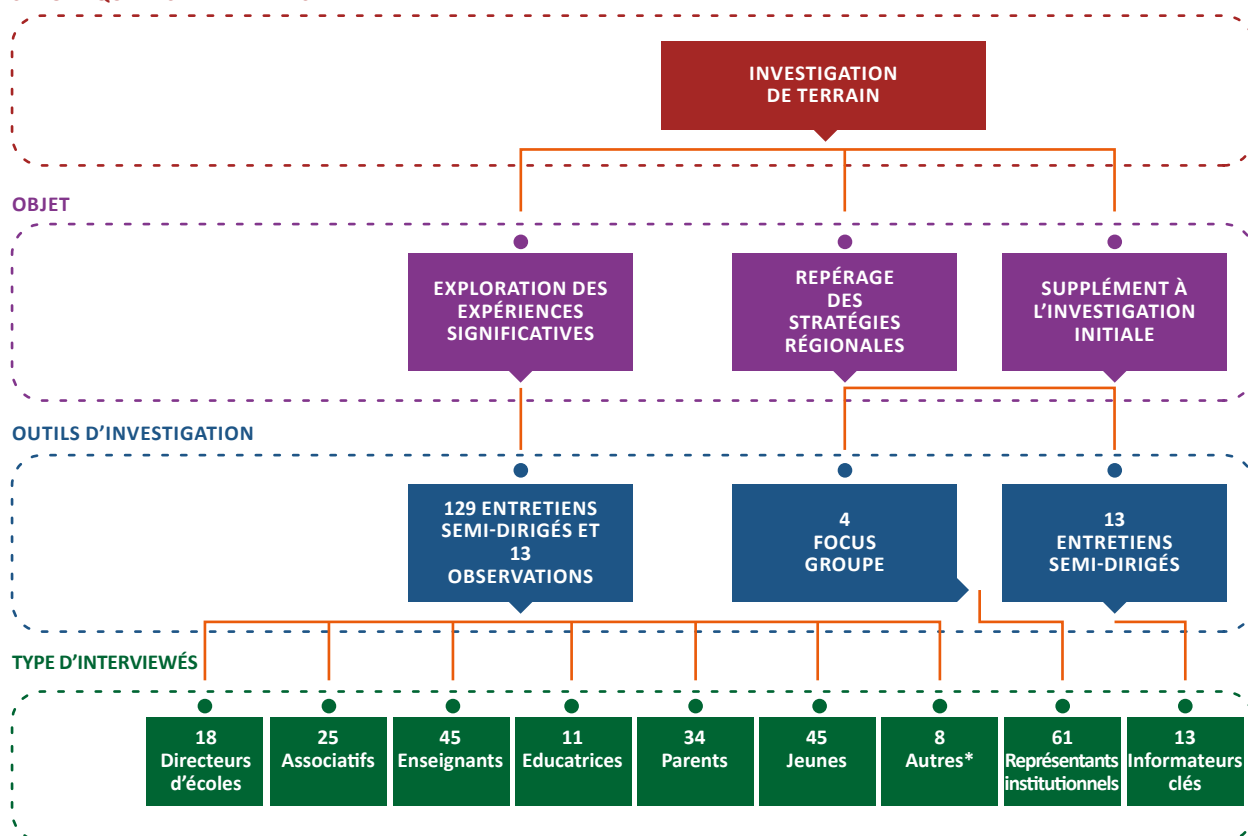 INVESTIGATION
DE TERRAIN
OBJET
EXPLORATION DES
EXPÉRIENCES
SIGNIFICATIVES
REPÉRAGE
DES
STRATÉGIES
RÉGIONALES
SUPPLÉMENT À
L’INVESTIGATION
INITIALE
OUTILS D’INVESTIGATION
129 ENTRETIENS
SEMI-DIRIGÉS ET
13
OBSERVATIONS
4
FOCUS
GROUPE
13
ENTRETIENS
SEMI-DIRIGÉS
TYPE D’INTERVIEWÉS
18
Directeurs
d’écoles
25
Associatifs
45
Enseignants
11
Educatrices
34
Parents
45
Jeunes
8
Autres*
61
Représentants
institutionnels
13
Informateurs
clés